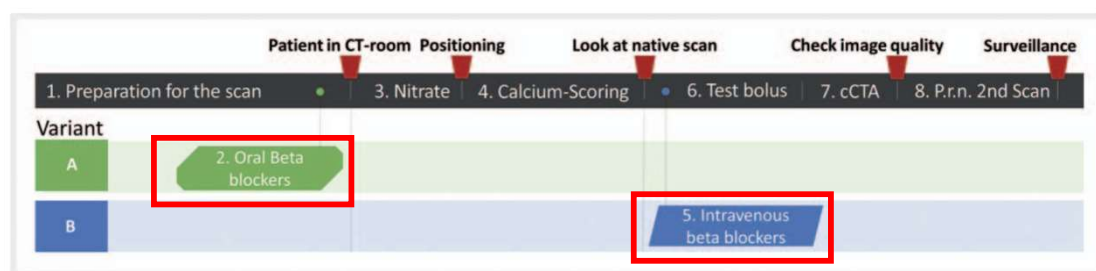 Patient in CT-room Positioning Look at native scan Check image quality Surveillance
1. Preparation for the scan 3. Nitrate 4. Calcium-Scoring 6. Test bolus 7. cCTA 8. P.r.n. 2nd Scan
Variant
A
2. Oral Beta
blockers
B
5. Intravenous
beta blockers